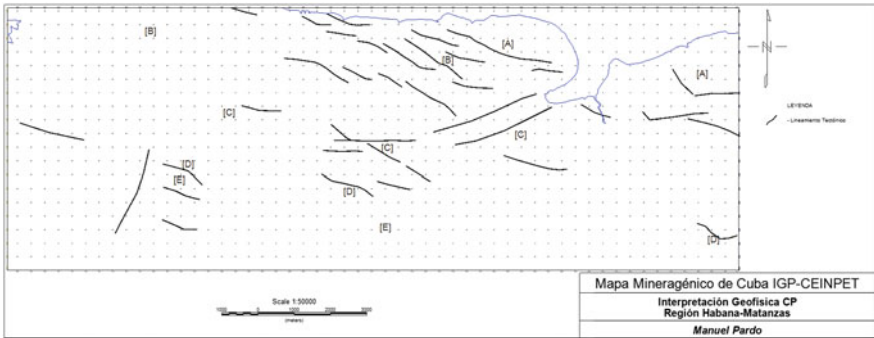 [B]
[A]
[B]
[A]
[C]
[C]
[C]
[D]
[E]
[D]
[E]
[D]
N
LEYENDA
- Lineamento Tectónico
Scale 1:50000
(meters)
Mapa Mineragénico de Cuba IGP-CEINPET
Interpretación Geofísica CP
Región Habana-Matanzas
Manuel Pardo